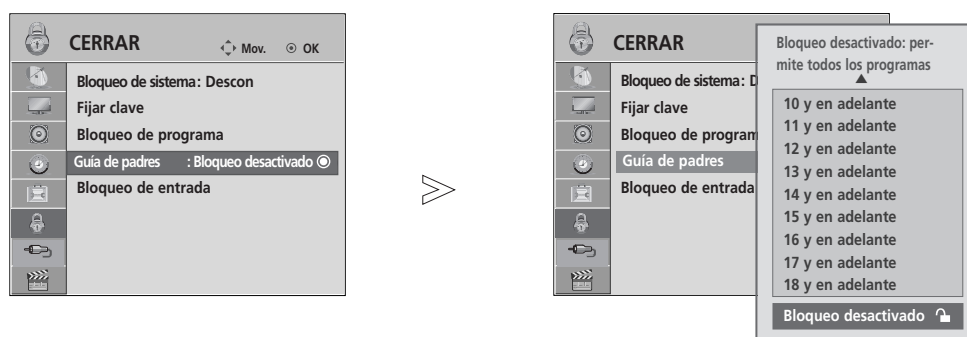 CERRAR Mov. OK
Bloqueo de sistema: Descon
Fijar clave
Bloqueo de programa
Guía de padres : Bloqueo desactivado
Bloqueo de entrada
CERRAR
Bloqueo de sistema: D
Fijar clave
Bloqueo de program
Guía de padres
Bloqueo de entrada
Bloqueo desactivado: per-
mite todos los programas
10 y en adelante
11 y en adelante
12 y en adelante
13 y en adelante
14 y en adelante
15 y en adelante
16 y en adelante
17 y en adelante
18 y en adelante
Bloqueo desactivado